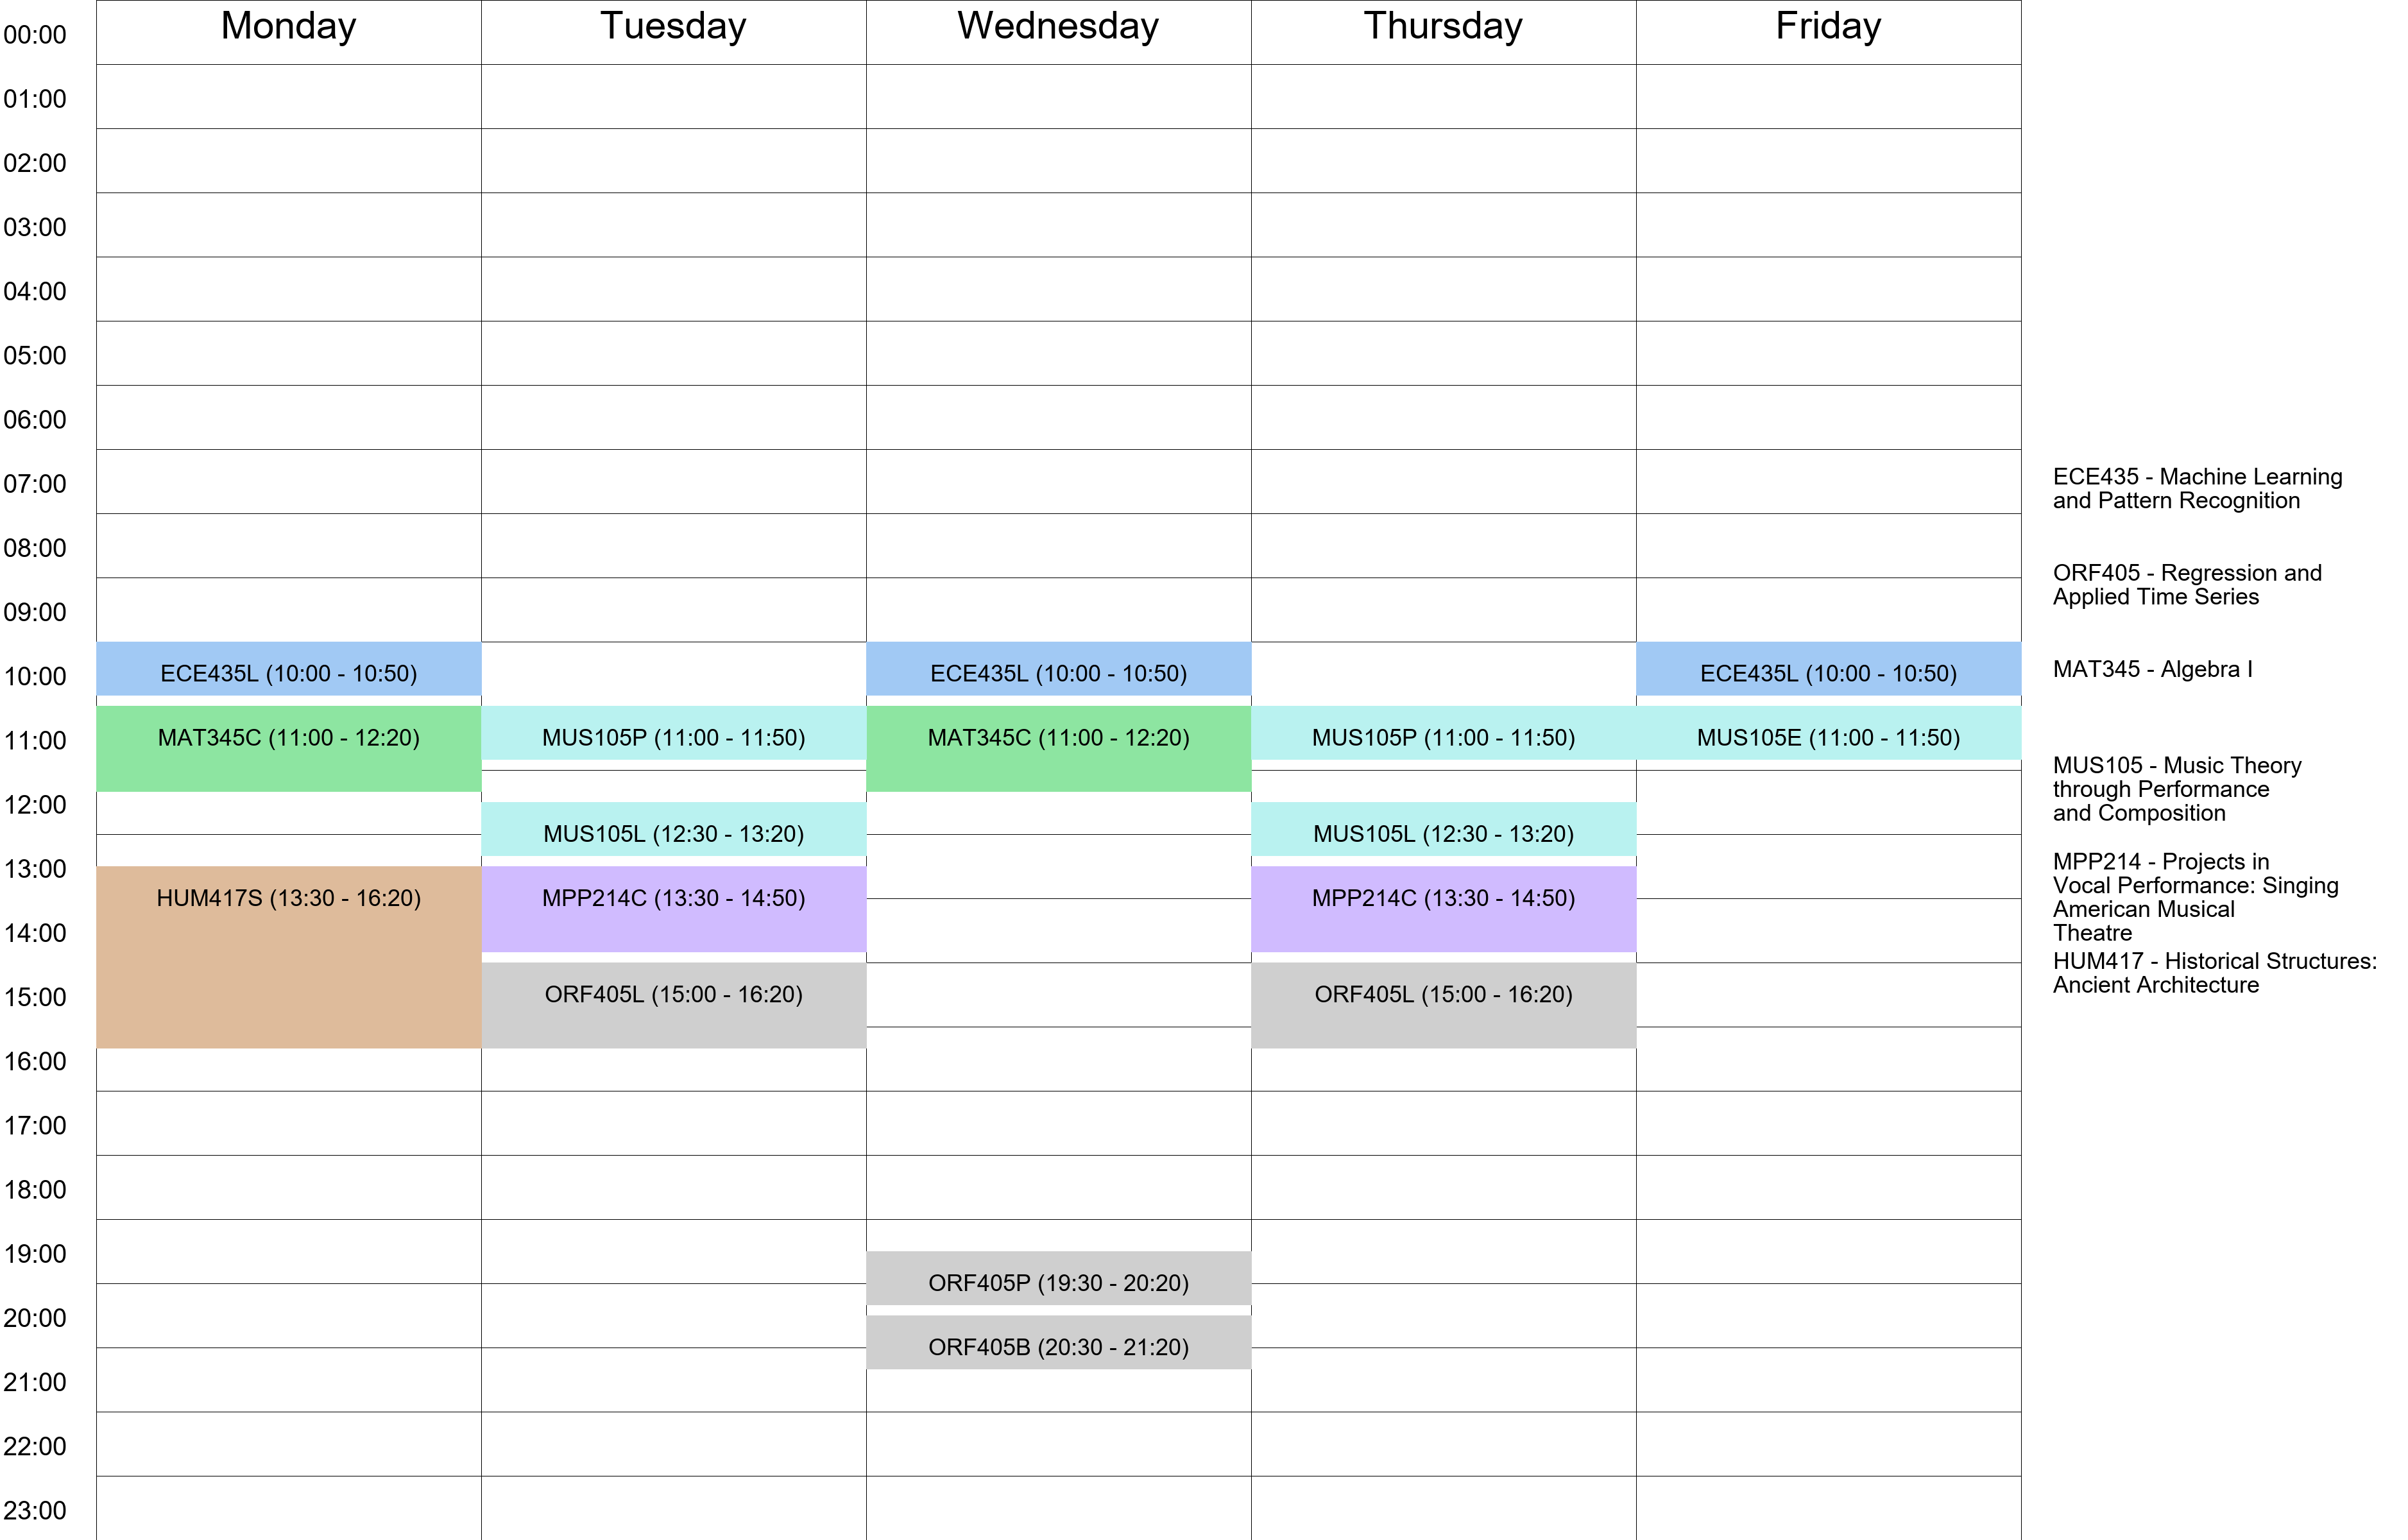 Monday Tuesday Wednesday Thursday Friday
00:00
01:00
02:00
03:00
04:00
05:00
06:00
07:00
08:00
09:00
10:00
11:00
12:00
13:00
14:00
15:00
16:00
17:00
18:00
19:00
20:00
21:00
22:00
23:00
ECE435L (10:00 - 10:50)
MAT345C (11:00 - 12:20)
HUM417S (13:30 - 16:20)
MUS105P (11:00 - 11:50)
MUS105L (12:30 - 13:20)
MPP214C (13:30 - 14:50)
ORF405L (15:00 - 16:20)
ECE435L (10:00 - 10:50)
MAT345C (11:00 - 12:20)
ORF405P (19:30 - 20:20)
ORF405B (20:30 - 21:20)
MUS105P (11:00 - 11:50)
MUS105L (12:30 - 13:20)
MPP214C (13:30 - 14:50)
ORF405L (15:00 - 16:20)
ECE435L (10:00 - 10:50)
MUS105E (11:00 - 11:50)
ECE435 - Machine Learning
and Pattern Recognition
ORF405 - Regression and
Applied Time Series
MAT345 - Algebra I
MUS105 - Music Theory
through Performance
and Composition
MPP214 - Projects in
Vocal Performance: Singing
American Musical
Theatre
HUM417 - Historical Structures:
Ancient Architecture